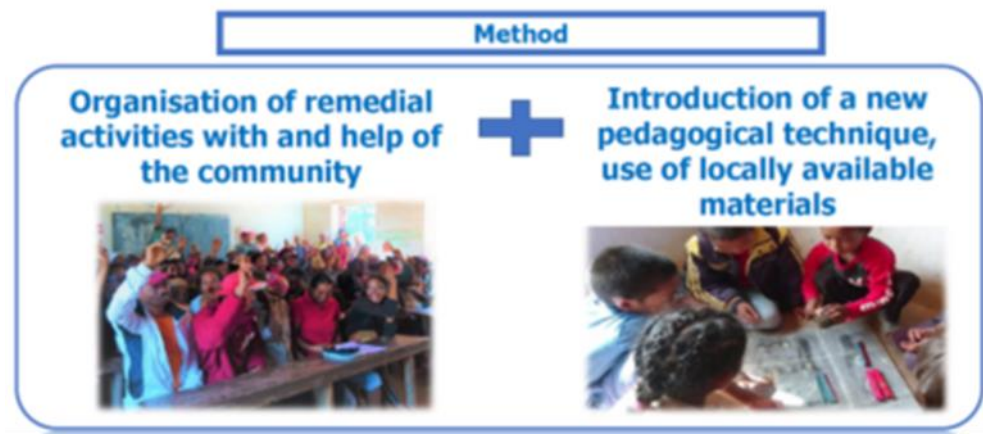 Method
Organisation of remedial
activities with and help of
the community
Introduction of a new
pedagogical technique,
use of locally available
materials